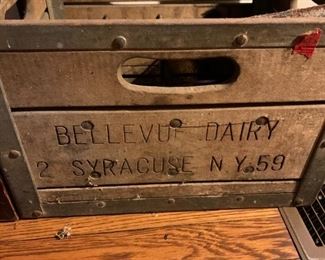 BELLEVUE DAIRY
2 SYRACUSE N.Y. 59